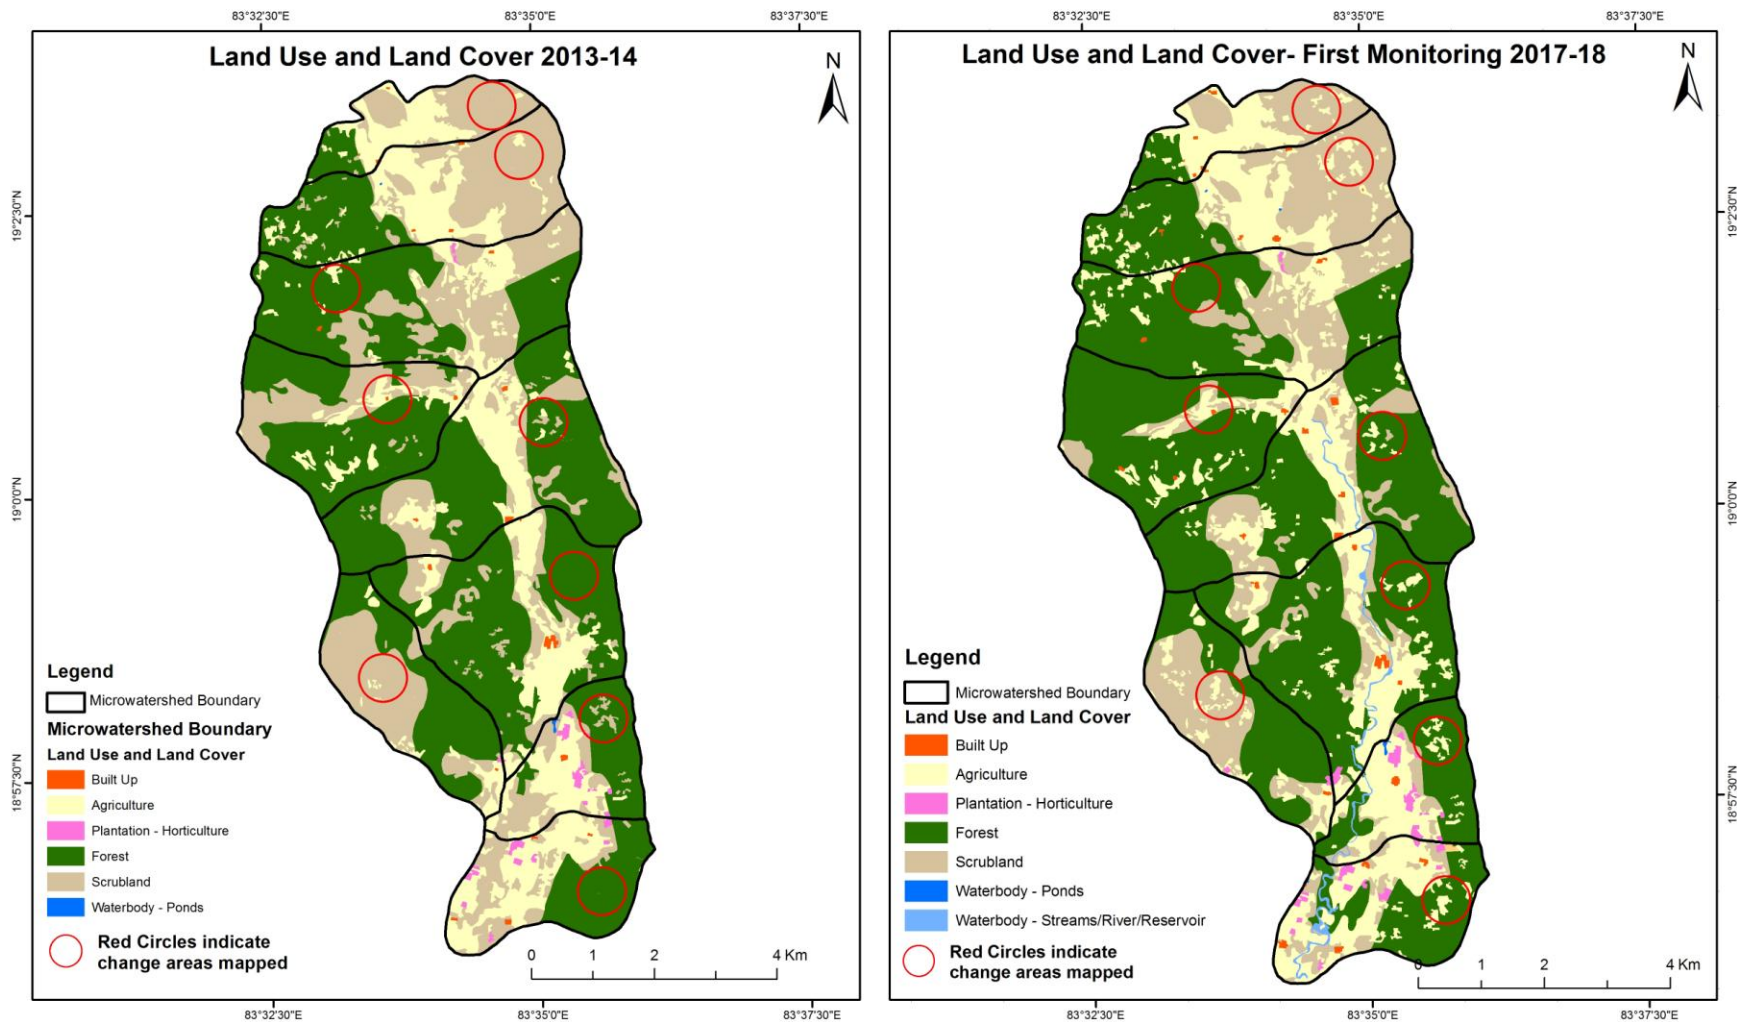 83°32'30"E 83°35'0"E 83°37'30"E
Land Use and Land Cover 2013-14
N
19°2'30"N
19°0'0"N
18°57'30"N
Legend
Microwatershed Boundary
Microwatershed Boundary
Land Use and Land Cover
Built Up
Agriculture
Plantation - Horticulture
Forest
Scrubland
Waterbody - Ponds
Red Circles indicate
change areas mapped
0 1 2 4 Km
83°32'30"E 83°35'0"E 83°37'30"E
83°32'30"E 83°35'0"E 83°37'30"E
Land Use and Land Cover- First Monitoring 2017-18
N
19°2'30"N
19°0'0"N
18°57'30"N
Legend
Microwatershed Boundary
Land Use and Land Cover
Built Up
Agriculture
Plantation - Horticulture
Forest
Scrubland
Waterbody - Ponds
Waterbody - Streams/River/Reservoir
Red Circles indicate
change areas mapped
0 1 2 4 Km
83°32'30"E 83°35'0"E 83°37'30"E